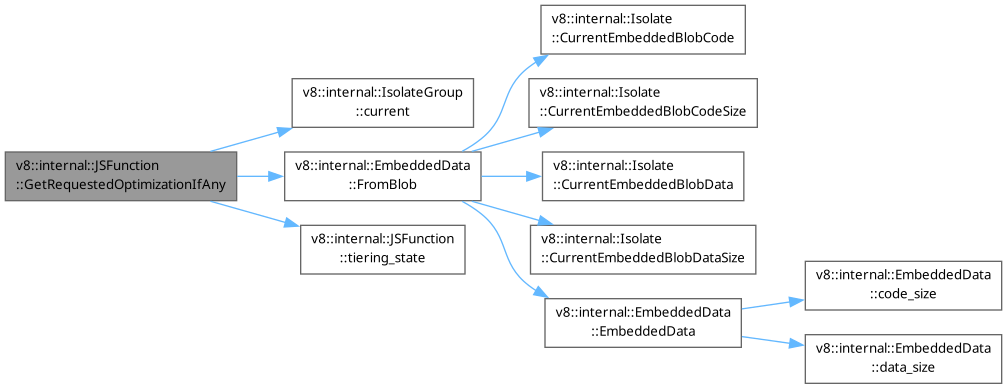 v8::internal::JSFunction
::GetRequestedOptimizationIfAny
v8::internal::IsolateGroup
::current
v8::internal::EmbeddedData
::FromBlob
v8::internal::JSFunction
::tiering_state
v8::internal::Isolate
::CurrentEmbeddedBlobCode
v8::internal::Isolate
::CurrentEmbeddedBlobCodeSize
v8::internal::Isolate
::CurrentEmbeddedBlobData
v8::internal::Isolate
::CurrentEmbeddedBlobDataSize
v8::internal::EmbeddedData
::EmbeddedData
v8::internal::EmbeddedData
::code_size
v8::internal::EmbeddedData
::data_size